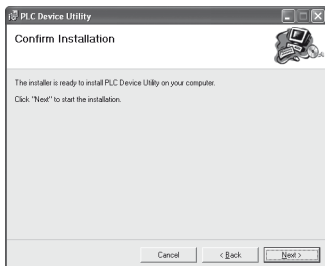 PLC Device Utility
Confirm Installation
The installer is ready to install PLC Device Utility on your computer.
Click "Next" to start the installation.
Cancel
< Back
Next >